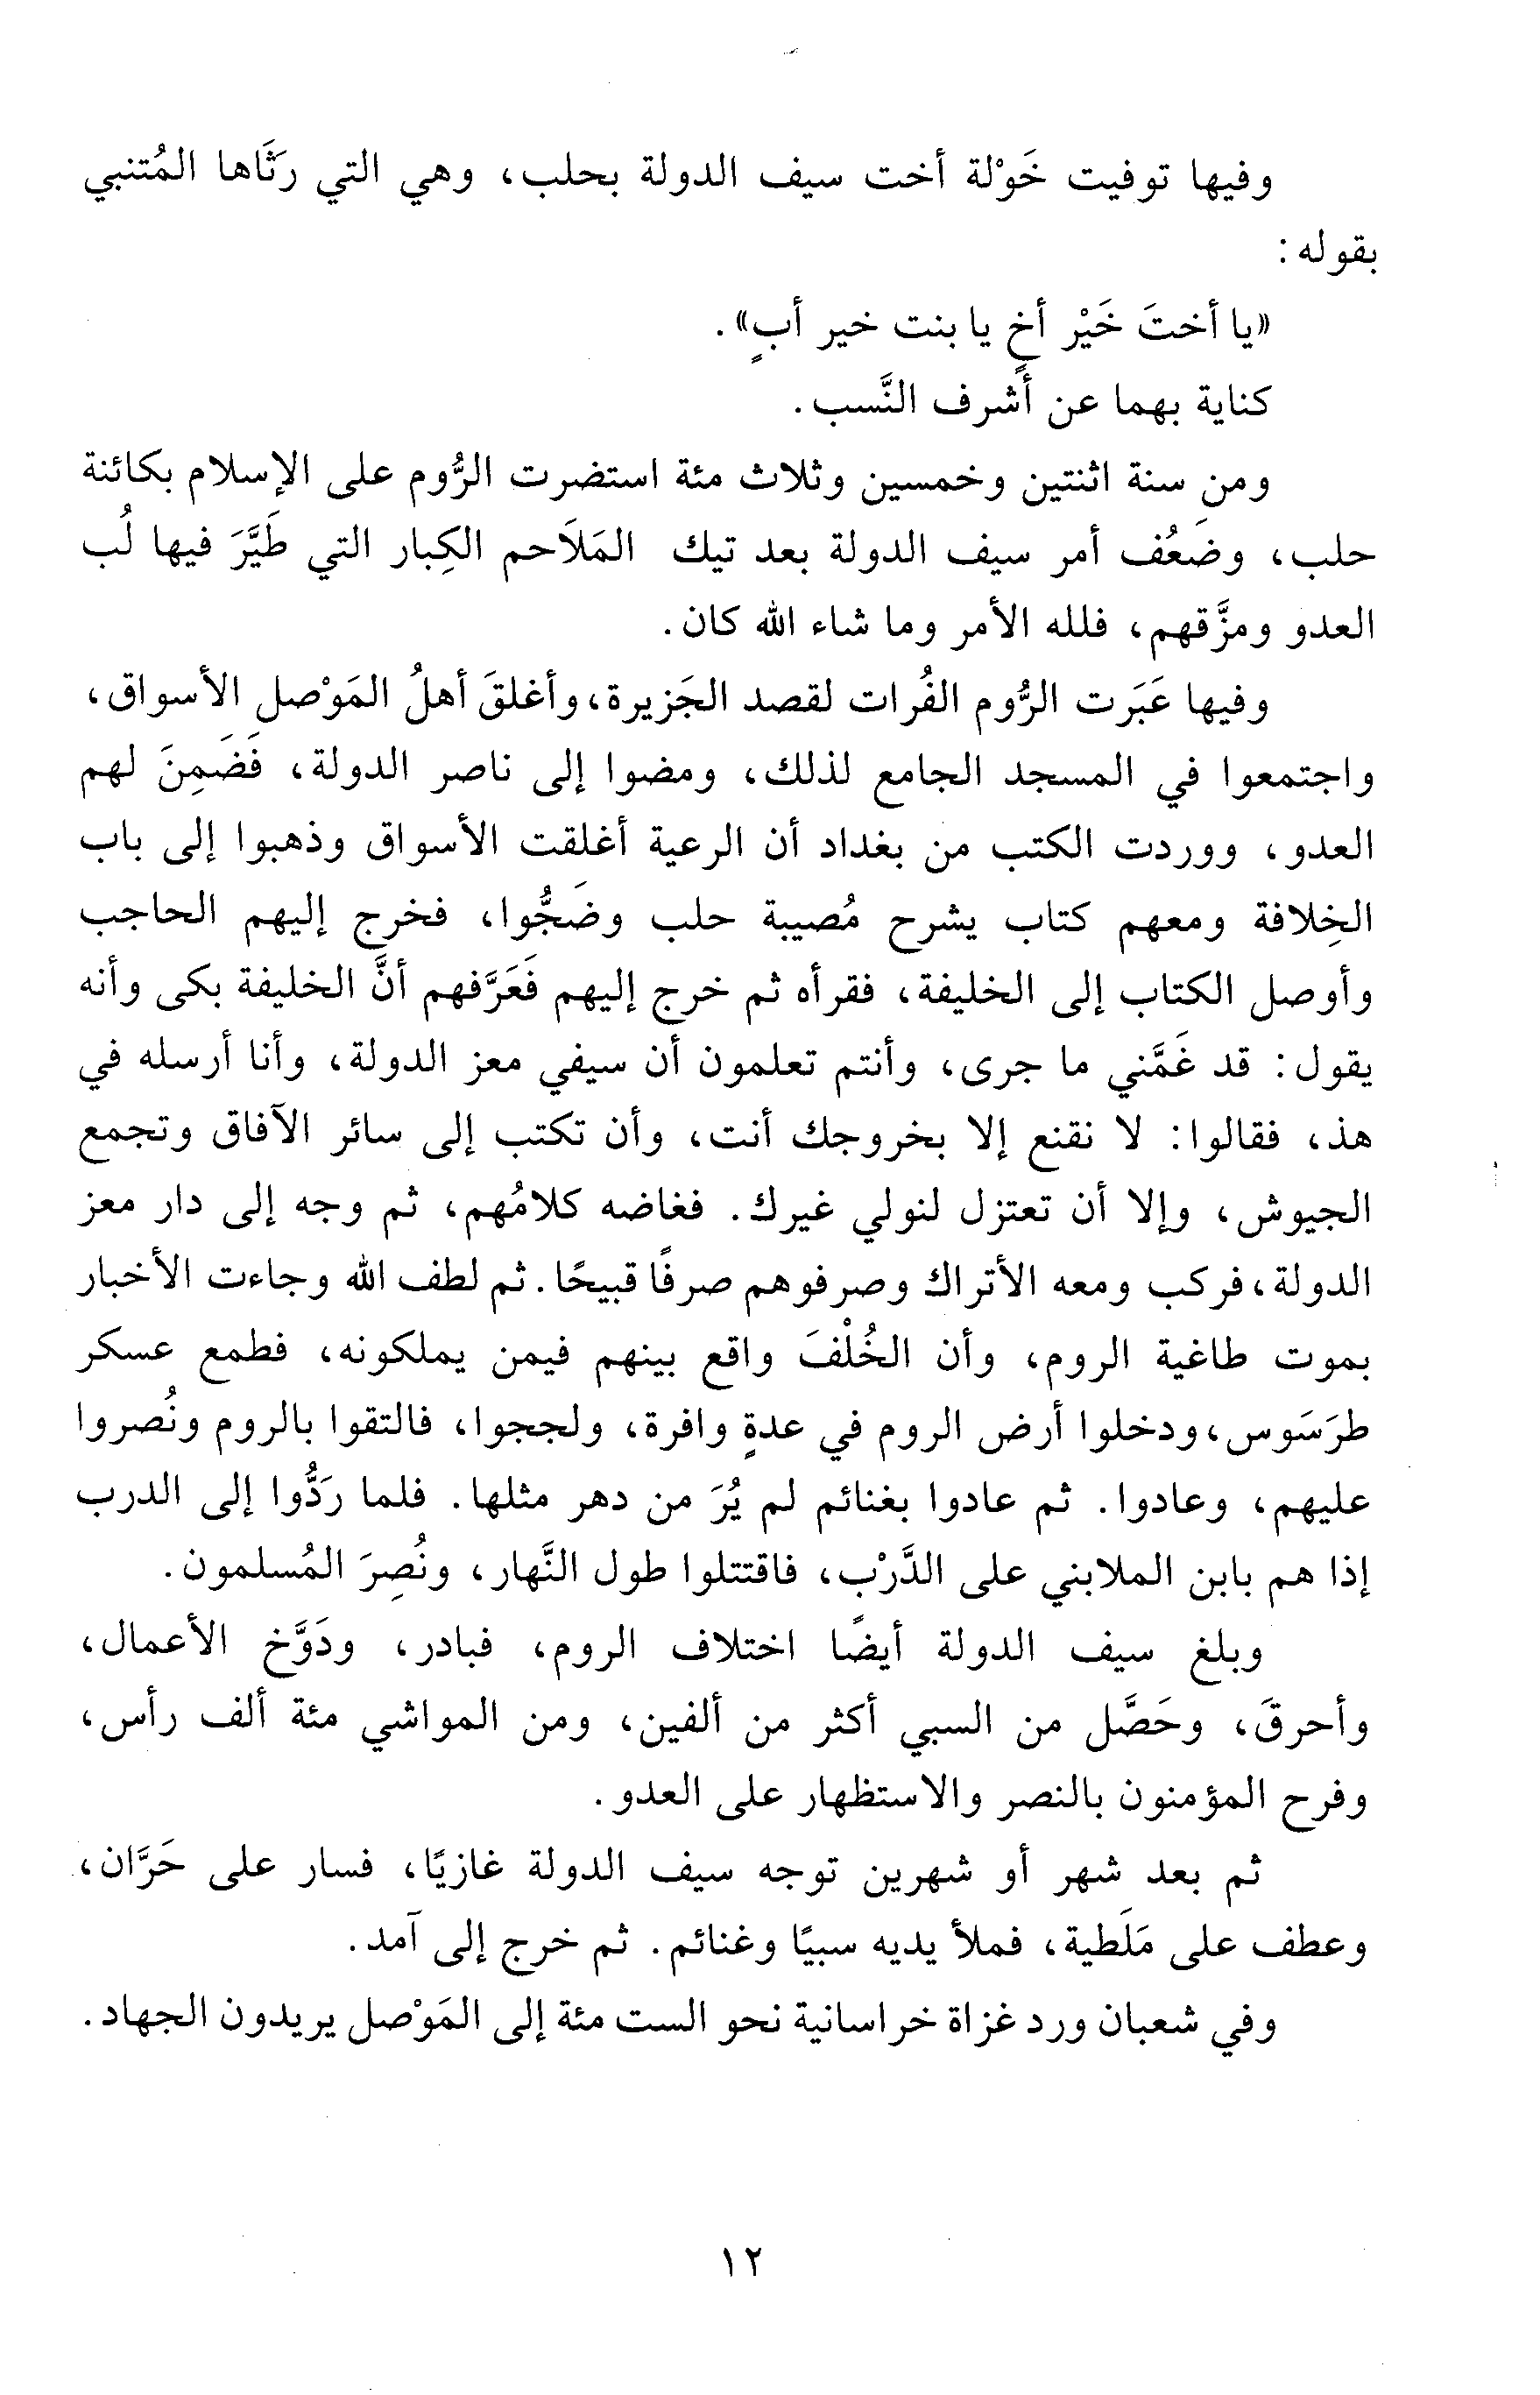 وفيها توفيت خَوْلة أخت سيف الدولة بحلب، وهي التي رَثَاها المُتنبي
بقوله:
«يا أختَ خَيْر أخٍ يا بنت خير أبٍ».
كناية بهما عن أشرف النَّسب.
ومن سنة اثنتين وخمسين وثلاث مئة استضرت الرُّوم على الإسلام بكائنة
حلب، وضَعُف أمر سيف الدولة بعد تيك المَلَاحم الكِبار التي طَيَّرَ فيها لُب
العدو ومزَّقهم، فلله الأمر وما شاء الله كان.
وفيها عَبَرت الرُّوم الفُرات لقصد الجَزيرة، وأغلقَ أهلُ المَوْصل الأسواق،
واجتمعوا في المسجد الجامع لذلك، ومضوا إلى ناصر الدولة، فَضَمِنَ لهم
العدو، ووردت الكتب من بغداد أن الرعية أغلقت الأسواق وذهبوا إلى باب
الخِلافة ومعهم كتاب يشرح مُصيبة حلب وضَجُّوا، فخرج إليهم الحاجب
وأوصل الكتاب إلى الخليفة، فقرأه ثم خرج إليهم فَعَرَّفهم أنَّ الخليفة بكى وأنه
يقول: قد غَمَّني ما جرى، وأنتم تعلمون أن سيفي معز الدولة، وأنا أرسله في
هذ، فقالوا: لا نقنع إلا بخروجك أنت، وأن تكتب إلى سائر الآفاق وتجمع
الجيوش، وإلا أن تعتزل لنولي غيرك. فغاضه كلامُهم، ثم وجه إلى دار معز
الدولة، فركب ومعه الأتراك وصرفوهم صرفًا قبيحًا. ثم لطف الله وجاءت الأخبار
بموت طاغية الروم، وأن الخُلْفَ واقع بينهم فيمن يملكونه، فطمع عسكر
طرَسَوس، ودخلوا أرض الروم في عدةٍ وافرة، ولججوا، فالتقوا بالروم ونُصروا
عليهم، وعادوا. ثم عادوا بغنائم لم يُرَ من دهر مثلها. فلما رَدُّوا إلى الدرب
إذا هم بابن الملابني على الدَّرْب، فاقتتلوا طول النَّهار، ونُصِرَ المُسلمون.
وبلغ سيف الدولة أيضًا اختلاف الروم، فبادر، ودَوَّخ الأعمال،
وأحرقَ، وحَصَّل من السبي أكثر من ألفين، ومن المواشي مئة ألف رأس،
وفرح المؤمنون بالنصر والاستظهار على العدو.
ثم بعد شهر أو شهرين توجه سيف الدولة غازيًا، فسار على حَرَّان،
وعطف على مَلَطية، فملأ يديه سبيًا وغنائم. ثم خرج إلى آمد.
وفي شعبان ورد غزاة خراسانية نحو الست مئة إلى المَوْصل يريدون الجهاد.
١٢